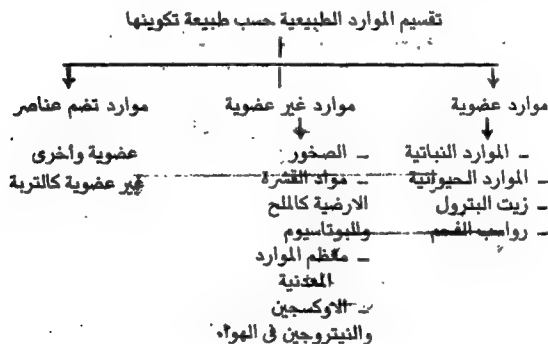 تقسيم الموارد الطبيعية حسب طبيعة تكوينها
موارد عضوية
- الموارد النباتية
- الموارد الحيوانية
- زيت البترول
- رواسب الفحم
موارد غير عضوية
- الصخور
- مواد القشرة
الارضية كالملح
والبوتاسيوم
- معظم الموارد
المعدنية
- الاوكسجين
والنيتروجين فى الهواء
موارد تضم عناصر
عضوية وأخرى
غير عضوية كالتربة